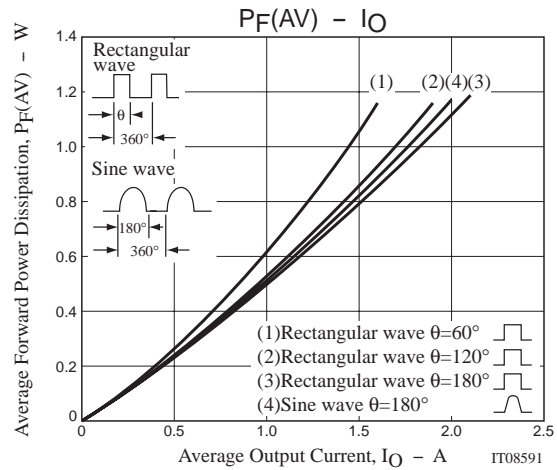 PF(AV) – IO
Average Forward Power Dissipation, PF(AV) – W
1.4
1.2
1.0
0.8
0.6
0.4
0.2
0
Rectangular
wave
θ
360°
Sine wave
180°
360°
(1)
(2)(4)(3)
(1)Rectangular wave θ=60°
(2)Rectangular wave θ=120°
(3)Rectangular wave θ=180°
(4)Sine wave θ=180°
0
0.5
1.0
1.5
2.0
2.5
Average Output Current, IO – A
IT08591